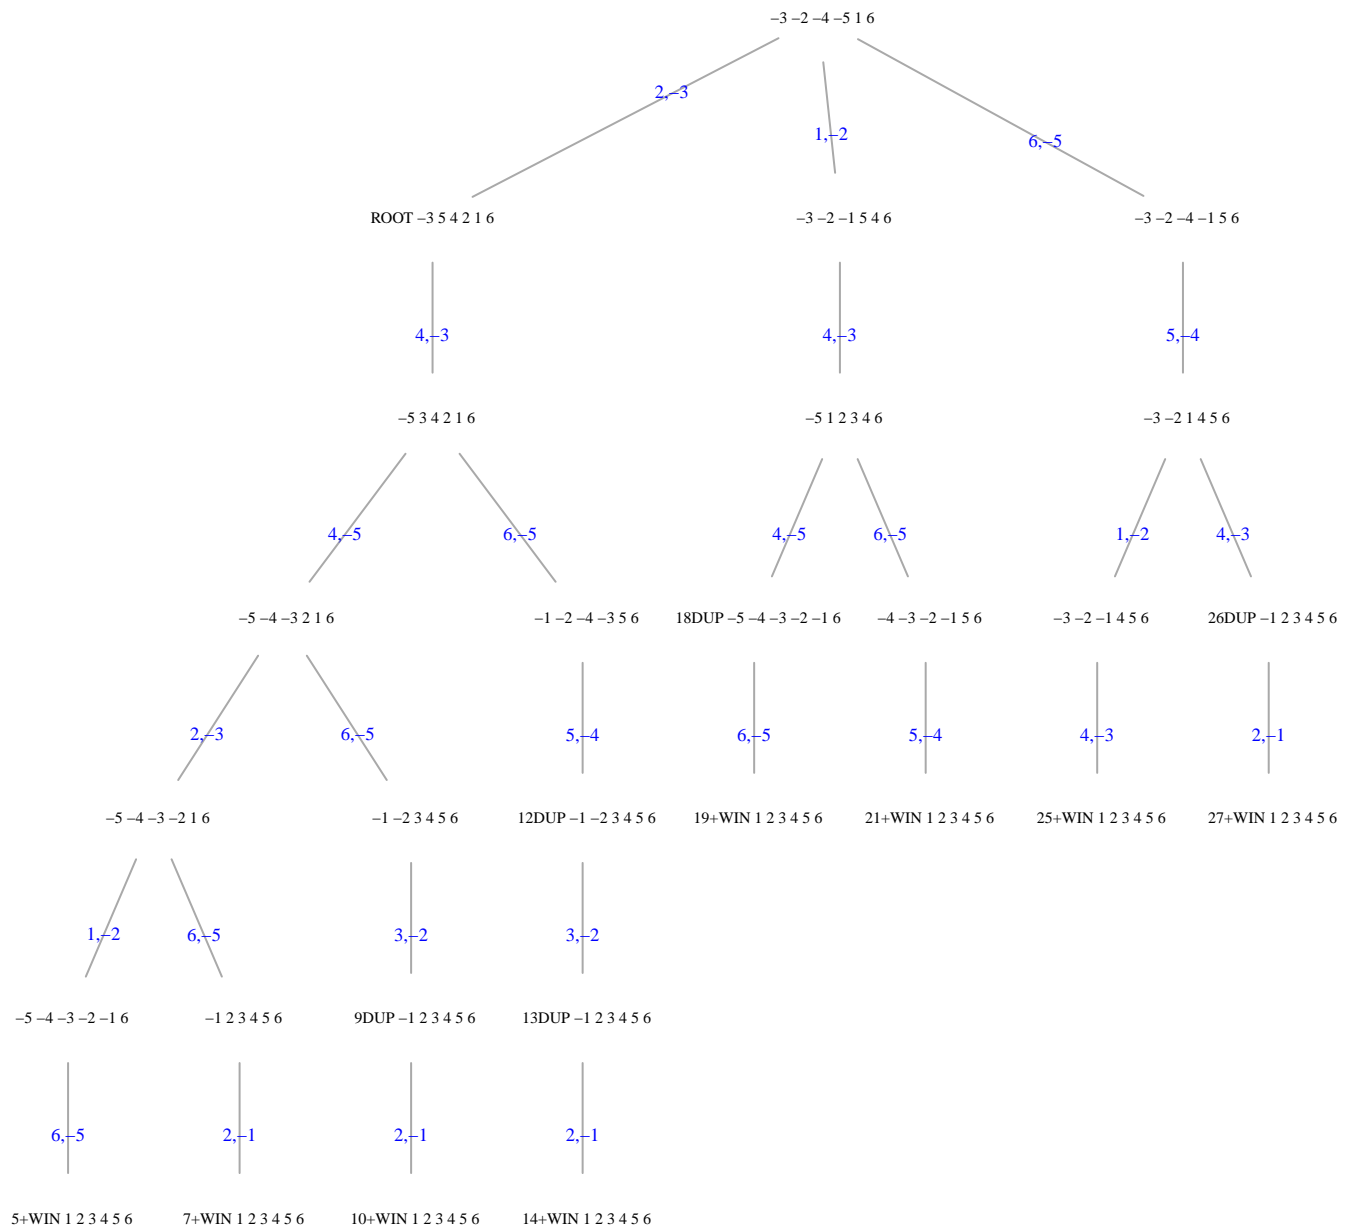 −3 −2 −4 −5 1 6
2,−3
1,−2
6,−5
ROOT −3 5 4 2 1 6
−3 −2 −1 5 4 6
−3 −2 −4 −1 5 6
4,−3
4,−3
5,−4
−5 3 4 2 1 6
−5 1 2 3 4 6
−3 −2 1 4 5 6
4,−5
6,−5
4,−5
6,−5
1,−2
4,−3
−5 −4 −3 2 1 6
−1 −2 −4 −3 5 6
18DUP −5 −4 −3 −2 −1 6
−4 −3 −2 −1 5 6
−3 −2 −1 4 5 6
26DUP −1 2 3 4 5 6
2,−3
6,−5
5,−4
6,−5
5,−4
4,−3
2,−1
−5 −4 −3 −2 1 6
−1 −2 3 4 5 6
12DUP −1 −2 3 4 5 6
19+WIN 1 2 3 4 5 6
21+WIN 1 2 3 4 5 6
25+WIN 1 2 3 4 5 6
27+WIN 1 2 3 4 5 6
1,−2
6,−5
3,−2
3,−2
−5 −4 −3 −2 −1 6
−1 2 3 4 5 6
9DUP −1 2 3 4 5 6
13DUP −1 2 3 4 5 6
6,−5
2,−1
2,−1
2,−1
5+WIN 1 2 3 4 5 6
7+WIN 1 2 3 4 5 6
10+WIN 1 2 3 4 5 6
14+WIN 1 2 3 4 5 6